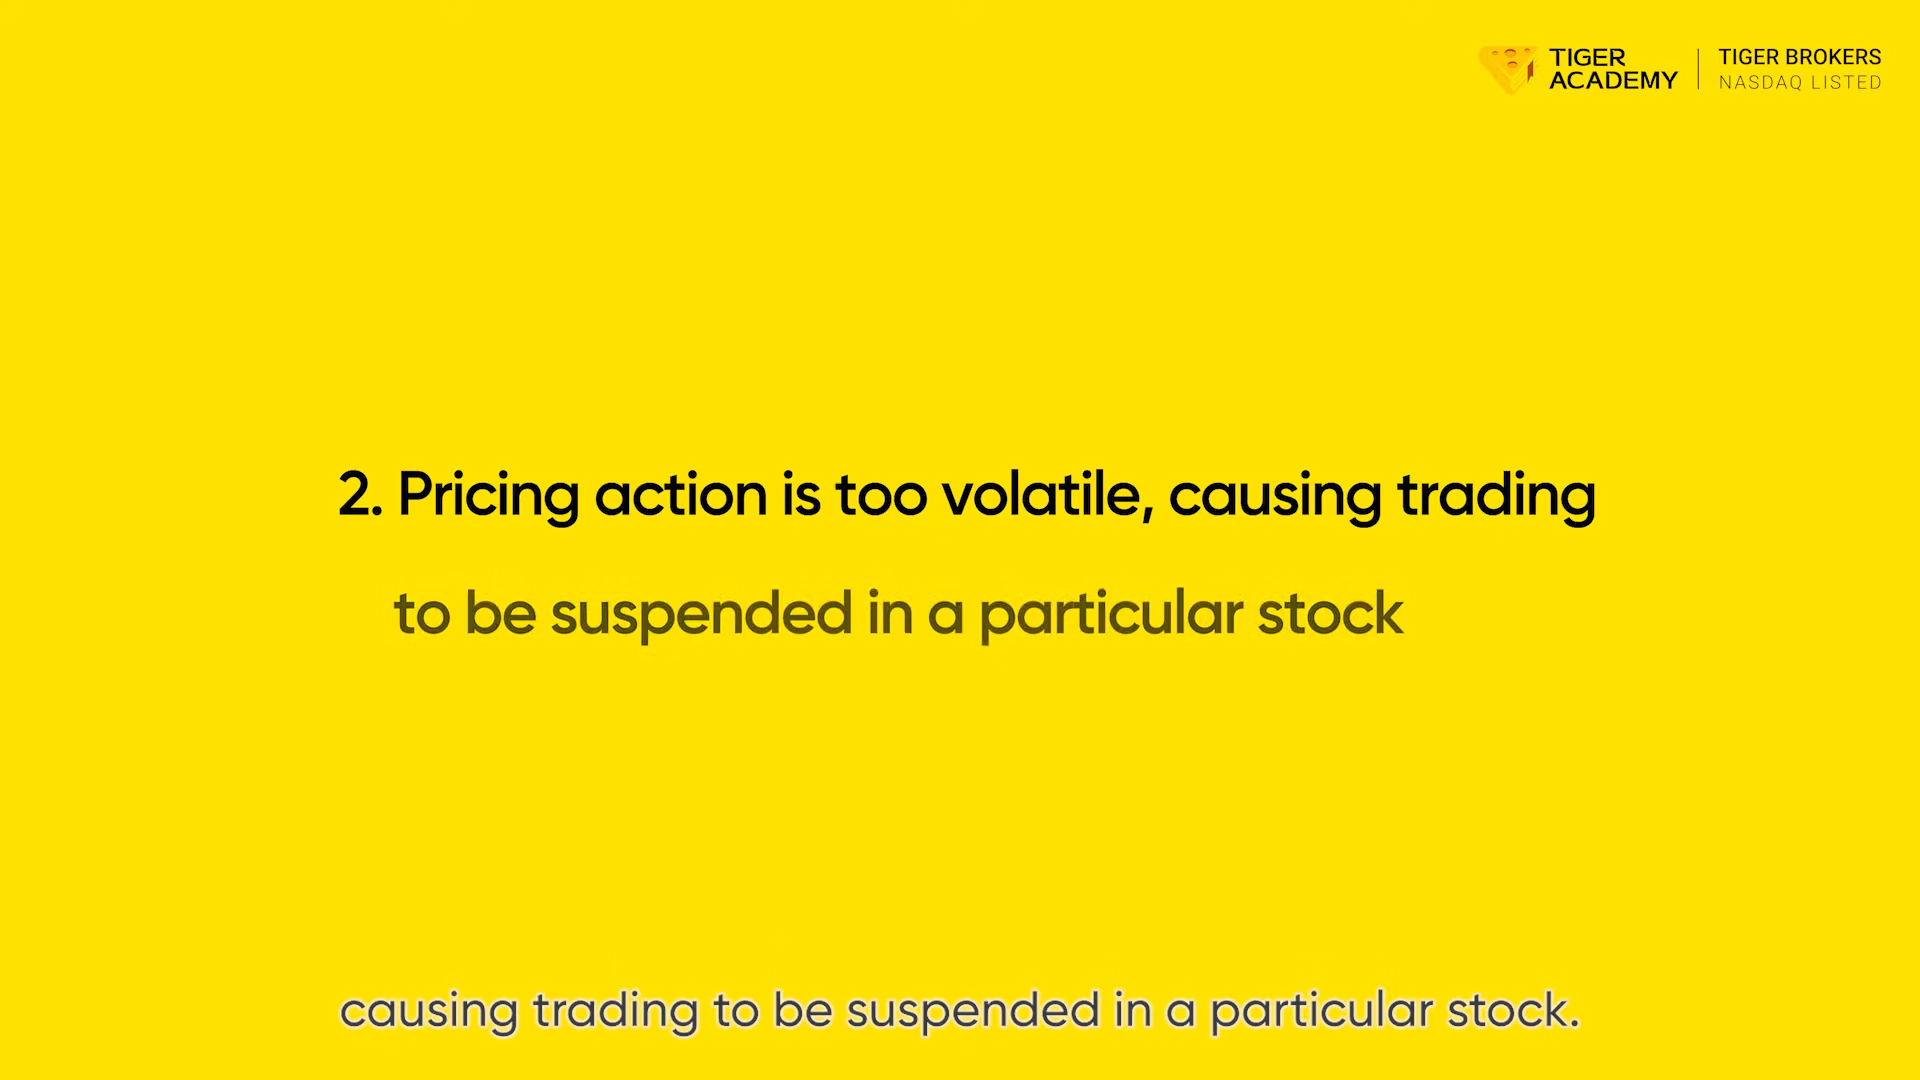 TIGER
ACADEMY
TIGER BROKERS
NASDAQ LISTED
2. Pricing action is too volatile, causing trading
to be suspended in a particular stock
causing trading to be suspended in a particular stock.